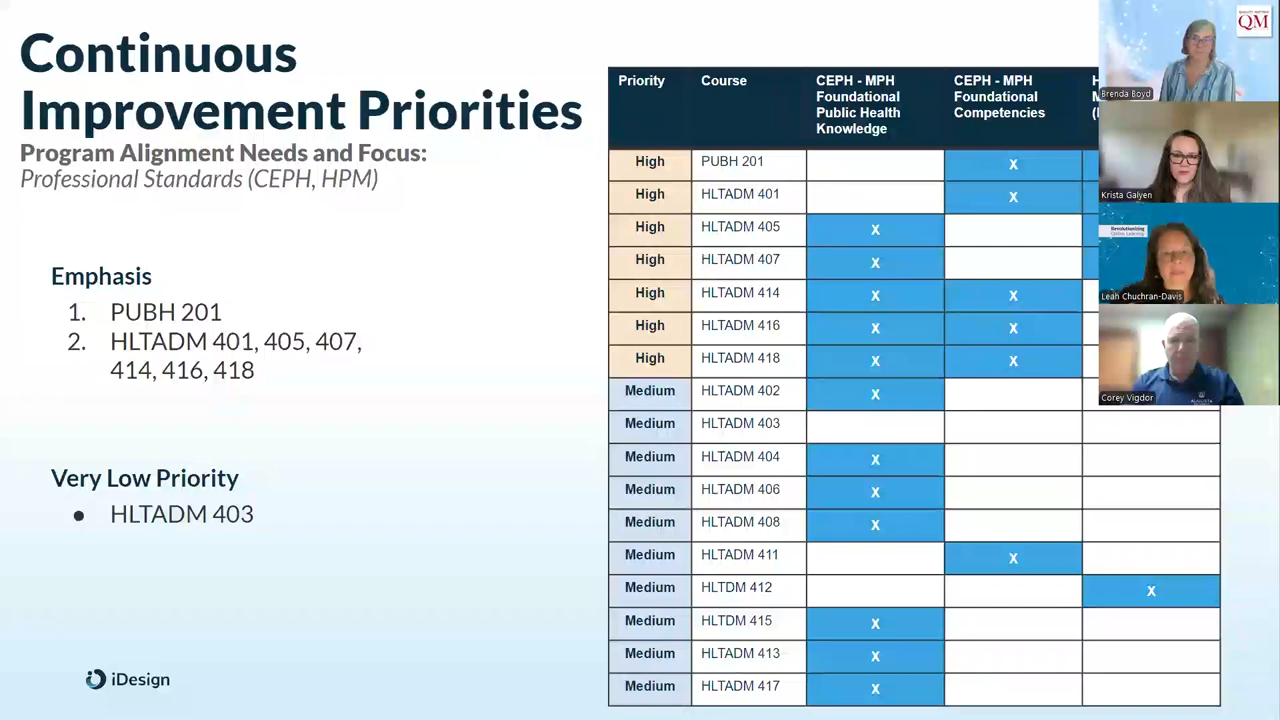 Continuous
Improvement Priorities
Program Alignment Needs and Focus:
Professional Standards (CEPH, HPM)
Emphasis
1. PUBH 201
2. HLTADM 401, 405, 407,
414, 416, 418
Very Low Priority
● HLTADM 403
iDesign
Priority Course CEPH - MPH Foundational Public Health Knowledge CEPH - MPH Foundational Competencies
High PUBH 201 X
High HLTADM 401 X
High HLTADM 405 X
High HLTADM 407 X
High HLTADM 414 X X
High HLTADM 416 X X
High HLTADM 418 X X
Medium HLTADM 402 X
Medium HLTADM 403
Medium HLTADM 404 X
Medium HLTADM 406 X
Medium HLTADM 408 X
Medium HLTADM 411 X
Medium HLTDM 412 X
Medium HLTDM 415 X
Medium HLTADM 413 X
Medium HLTADM 417 X
QM
Brenda Boyd
Krista Galyen
Revolutionizing
Online Learning
Leah Chuchran-Davis
Corey Vigdor